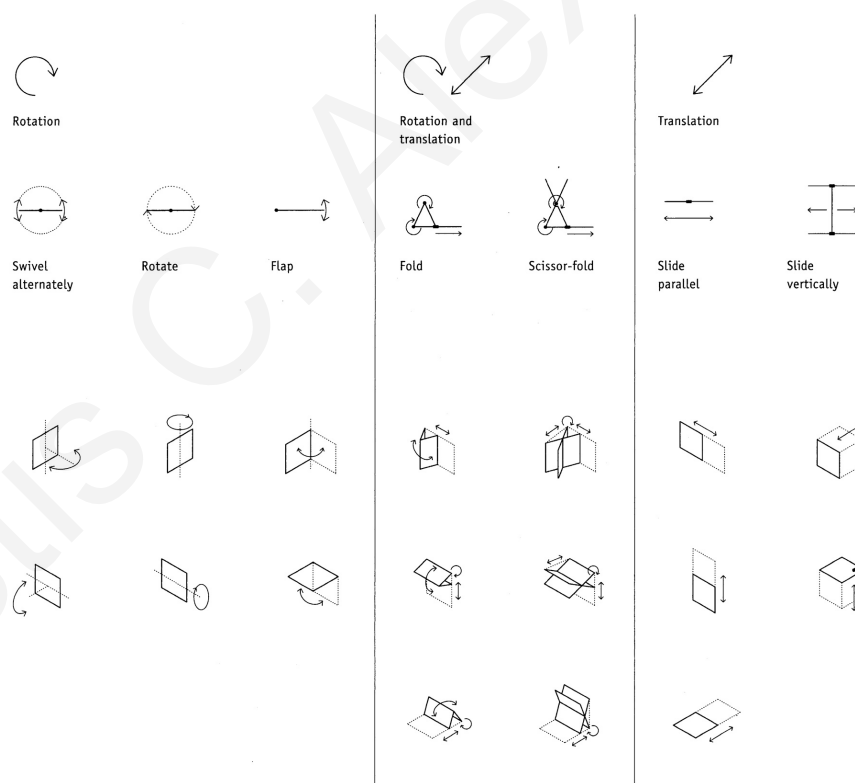 Rotation
Rotation and
translation
Translation
Swivel
alternately
Rotate
Flap
Fold
Scissor-fold
Slide
parallel
Slide
vertically